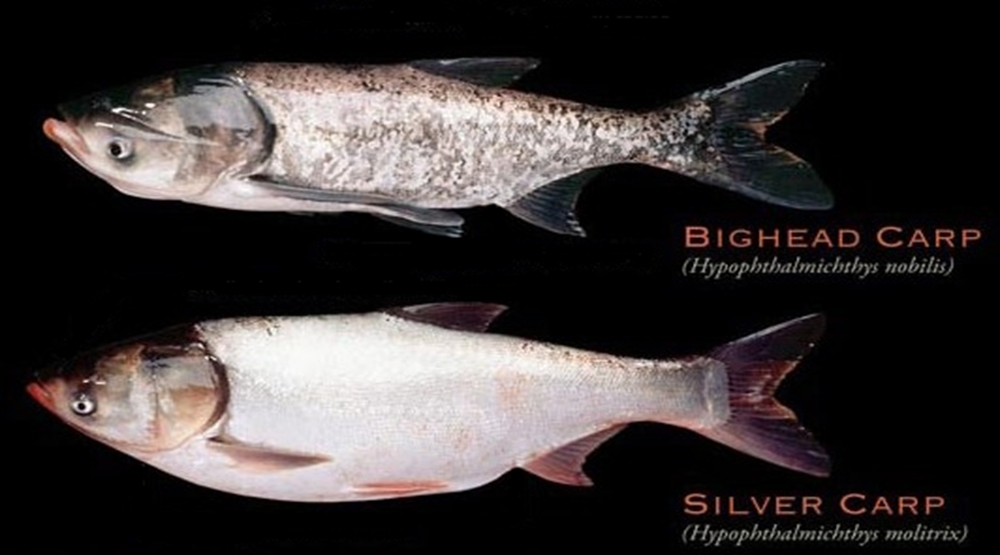 BIGHEAD CARP
(Hypophthalmichthys nobilis)
SILVER CARP
(Hypophthalmichthys molitrix)